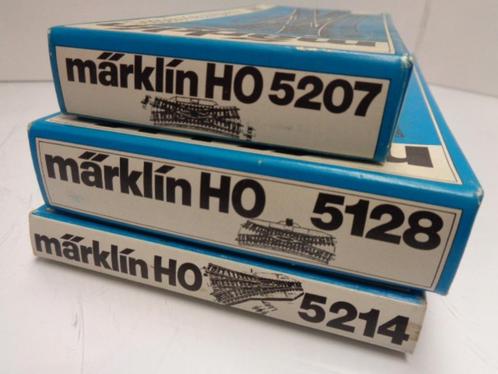 märklin HO 5207
märklin HO 5128
märklin HO 5214